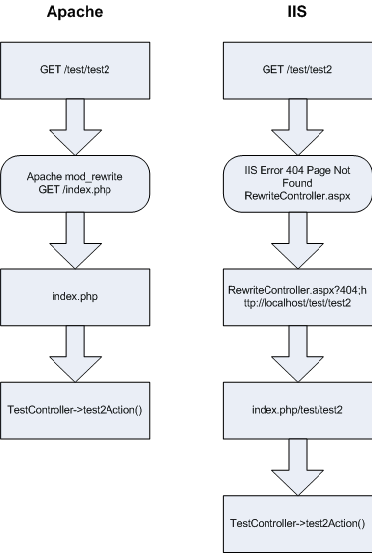 Apache
GET /test/test2
Apache mod_rewrite
GET /index.php
index.php
TestController->test2Action()
IIS
GET /test/test2
IIS Error 404 Page Not
Found
RewriteController.aspx
RewriteController.aspx?404;h
ttp://localhost/test/test2
index.php/test/test2
TestController->test2Action()